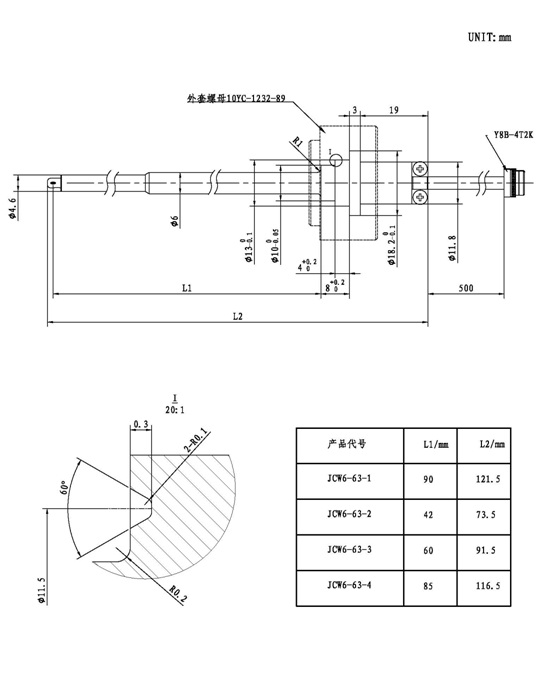 UNIT: mm
外套螺母10YC-1232-89
3
19
Y8B-4T2K
R1
I
Φ4.6
Φ6
Φ13 0 -0.1
Φ10 0 -0.05
Φ18.2 0 -0.1
Φ11.8
4 +0.2 0
L1
8 +0.2 0
500
L2
I
20:1
0.3
2-R0.1
60°
Φ11.5
R0.2
产品代号 L1/mm L2/mm
JCW6-63-1 90 121.5
JCW6-63-2 42 73.5
JCW6-63-3 60 91.5
JCW6-63-4 85 116.5